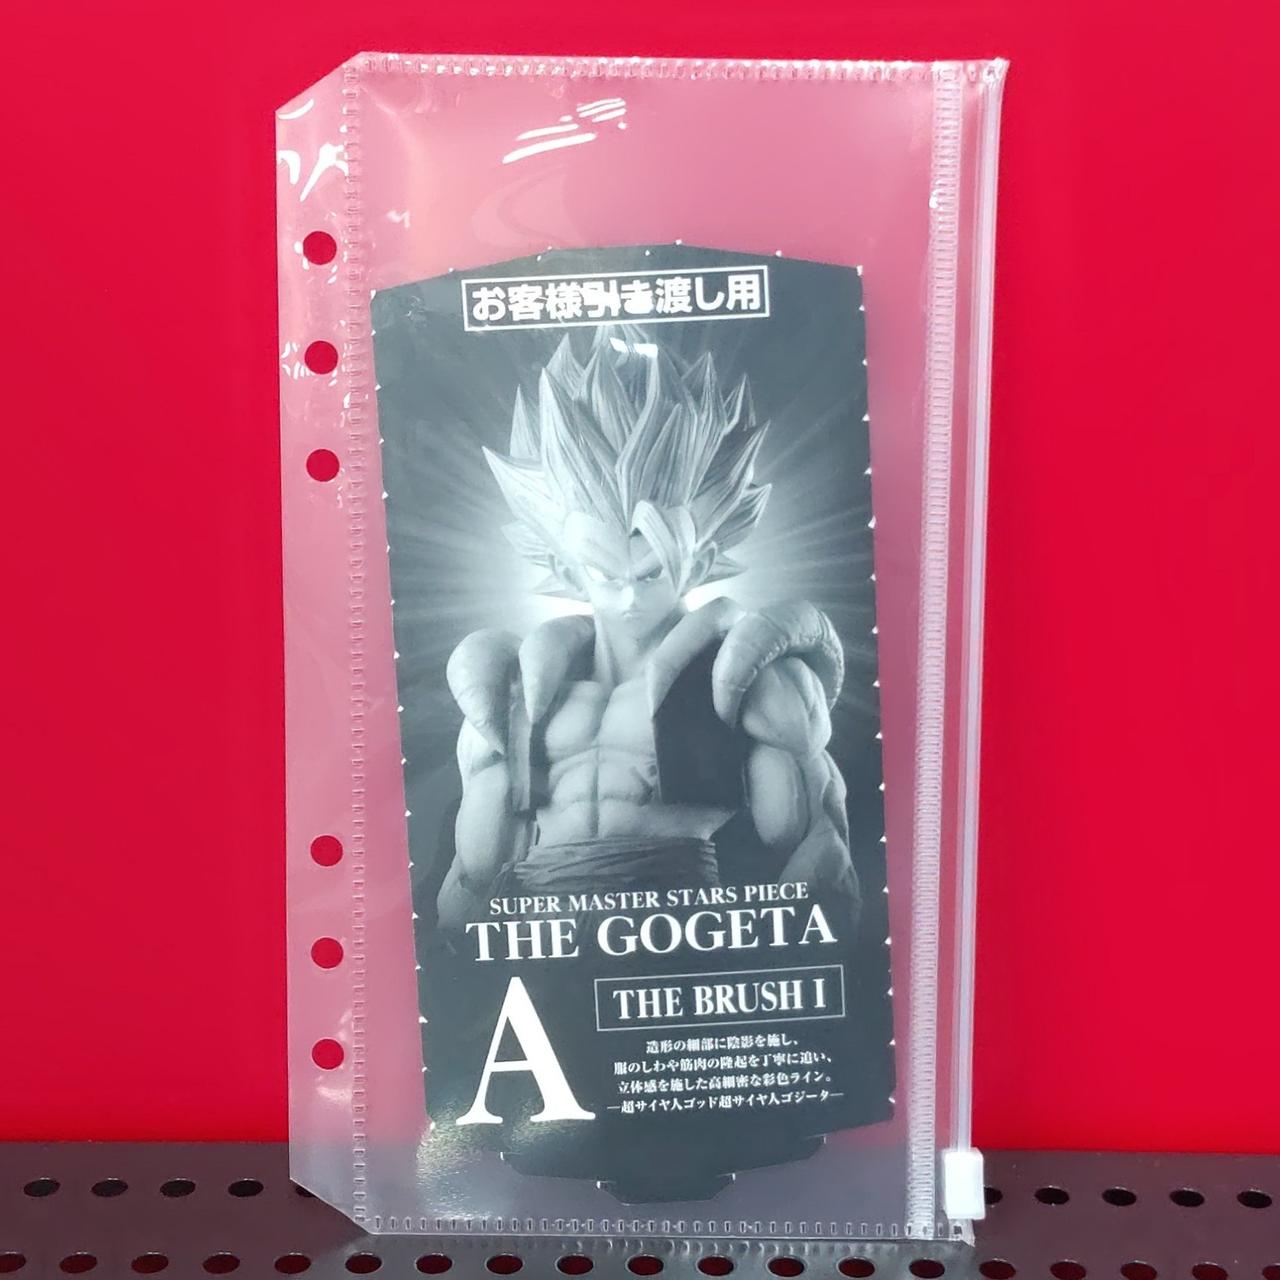 お客様引き渡し用
SUPER MASTER STARS PIECE
THE GOGETA
A
THE BRUSH I
造形の細部に陰影を施し、
服のしわや筋肉の隆起を丁寧に追い、
立体感を施した高細密な彩色ライン。
―超サイヤ人ゴッド超サイヤ人ゴジータ―